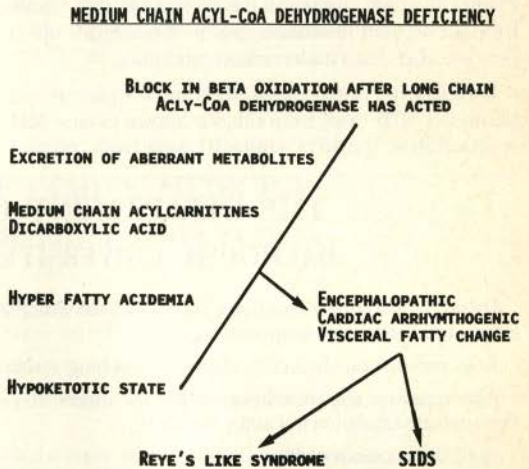 MEDIUM CHAIN ACYL-CoA DEHYDROGENASE DEFICIENCY
BLOCK IN BETA OXIDATION AFTER LONG CHAIN
ACLY-COA DEHYDROGENASE HAS ACTED
EXCRETION OF ABERRANT METABOLITES
MEDIUM CHAIN ACYLCARNITINES
DICARBOXYLIC ACID
HYPER FATTY ACIDEMIA
ENCEPHALOPATHIC
CARDIAC ARRHYMTHOGENIC
VISCERAL FATTY CHANGE
HYPOKETOTIC STATE
REYE'S LIKE SYNDROME
SIDS